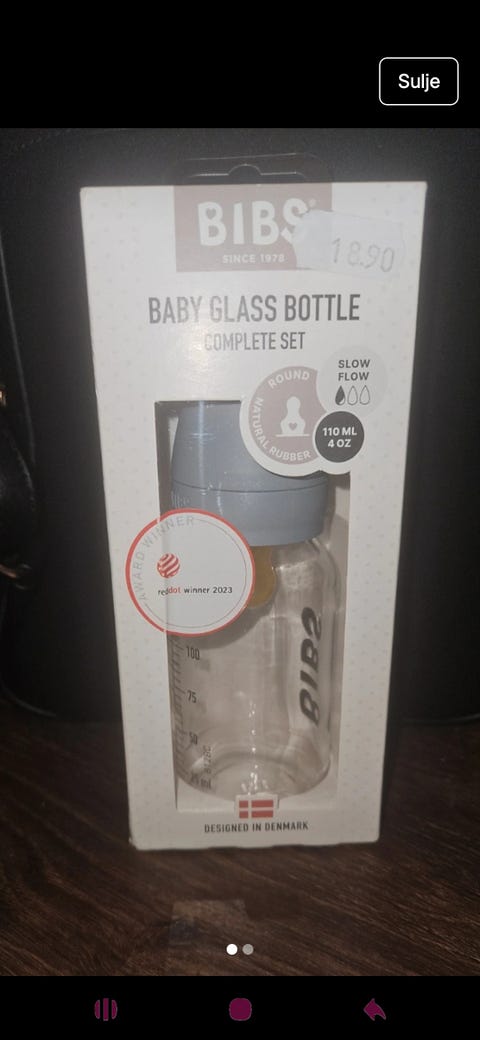 Sulje
BIBS
SINCE 1978
18.90
BABY GLASS BOTTLE
COMPLETE SET
SLOW
FLOW
ROUND
NATURAL RUBBER
110 ML
4 OZ
AWARD WINNER
reddot winner 2023
100
75
50
BIBS
DESIGNED IN DENMARK